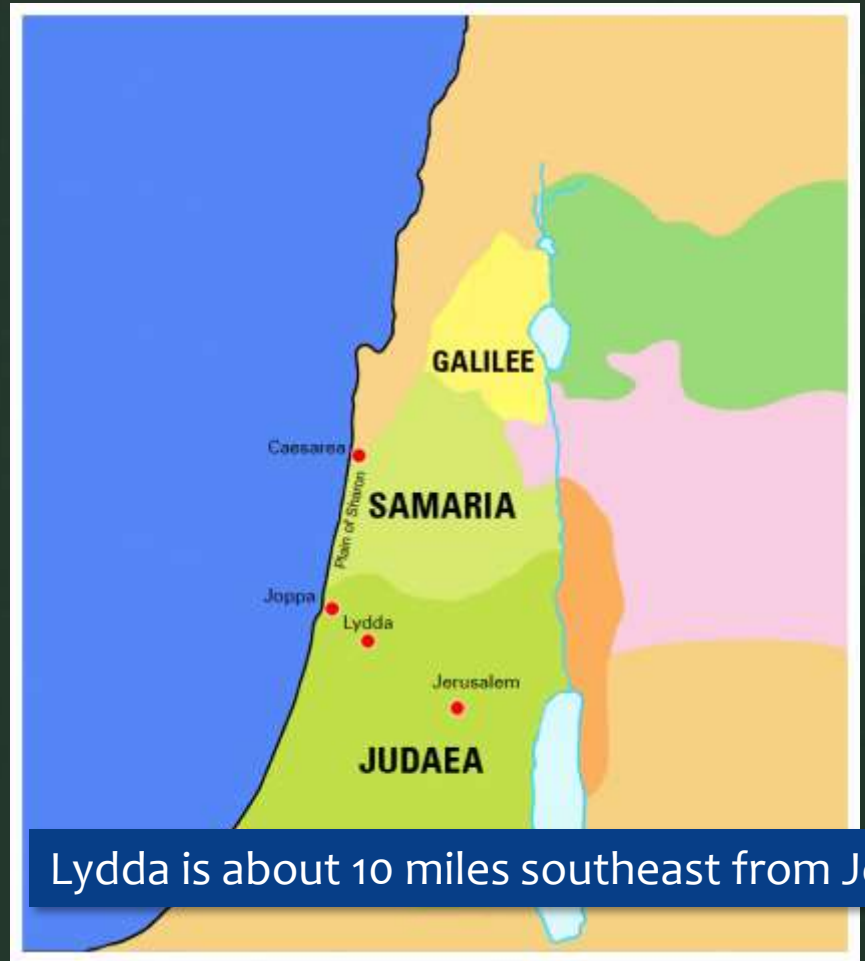 GALILEE
Caesarea
Plain of Sharon
SAMARIA
Joppa
Lydda
Jerusalem
JUDAEA
Lydda is about 10 miles southeast from